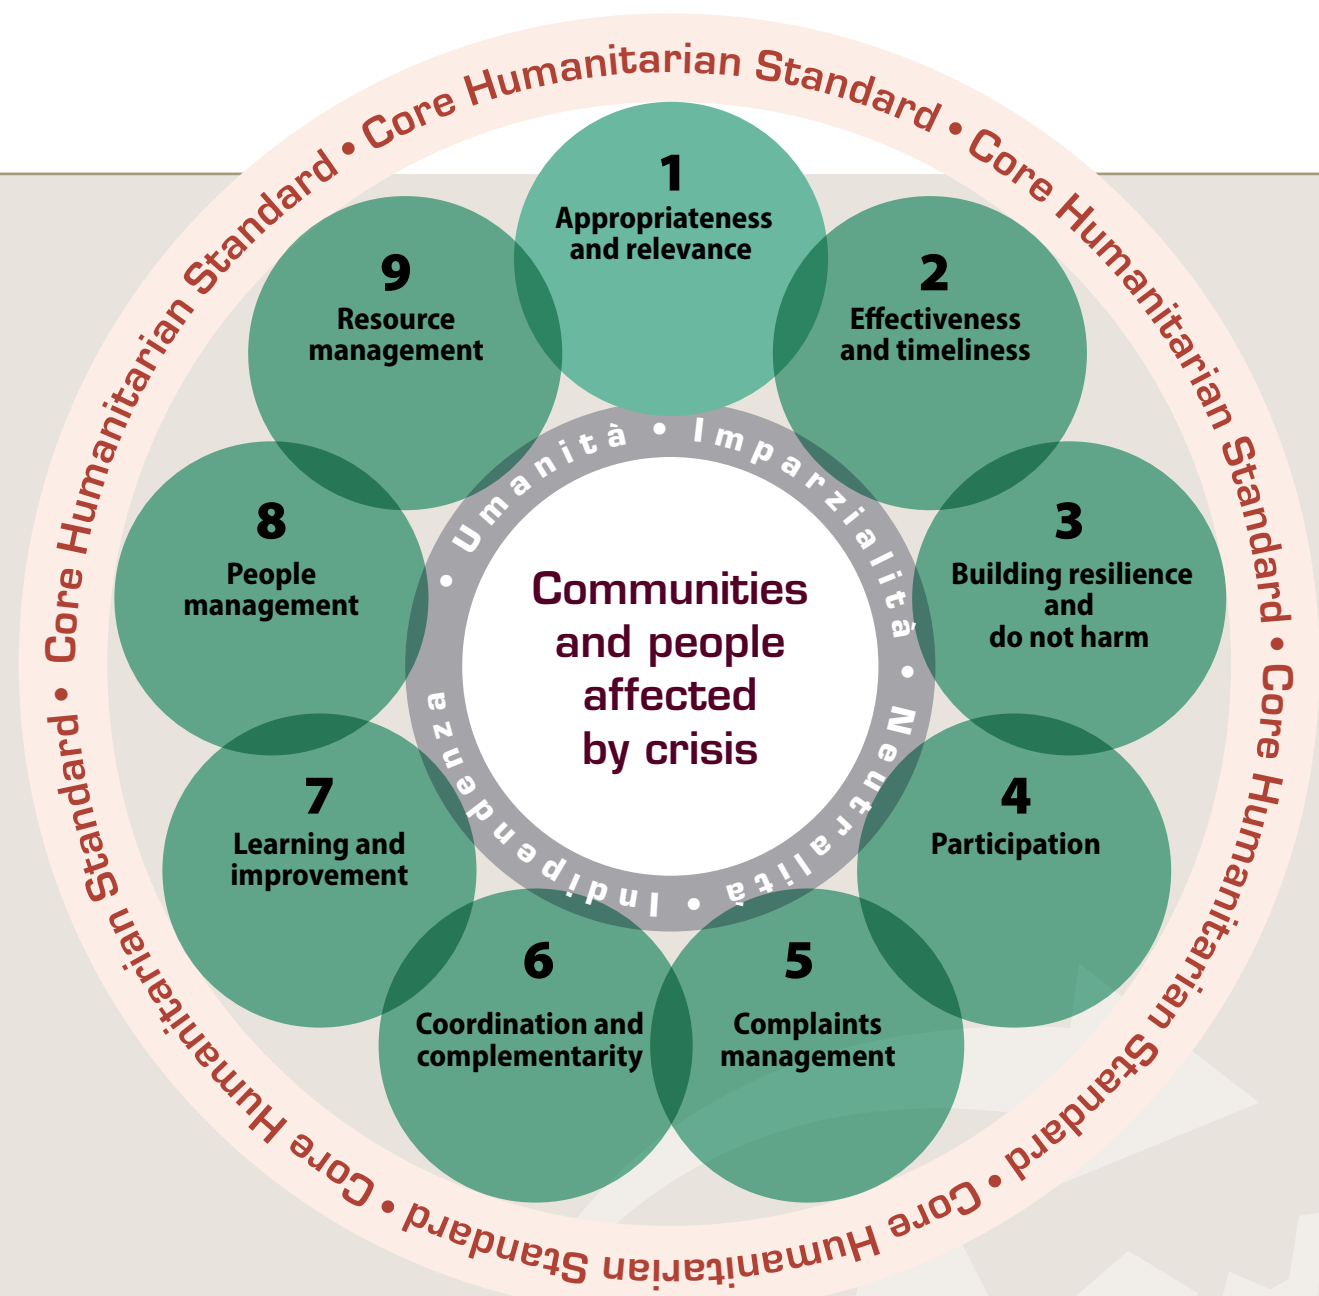 Core Humanitarian Standard • Core Humanitarian Standard • Core Humanitarian Standard • Core Humanitarian Standard • Core Humanitarian Standard • Core Humanitarian Standard •
1
Appropriateness
and relevance
2
Effectiveness
and timeliness
3
Building resilience
and
do not harm
4
Participation
5
Complaints
management
6
Coordination and
complementarity
7
Learning and
improvement
8
People
management
9
Resource
management
• Umanità • Imparzialità • Neutralità • Indipendenza
Communities
and people
affected
by crisis